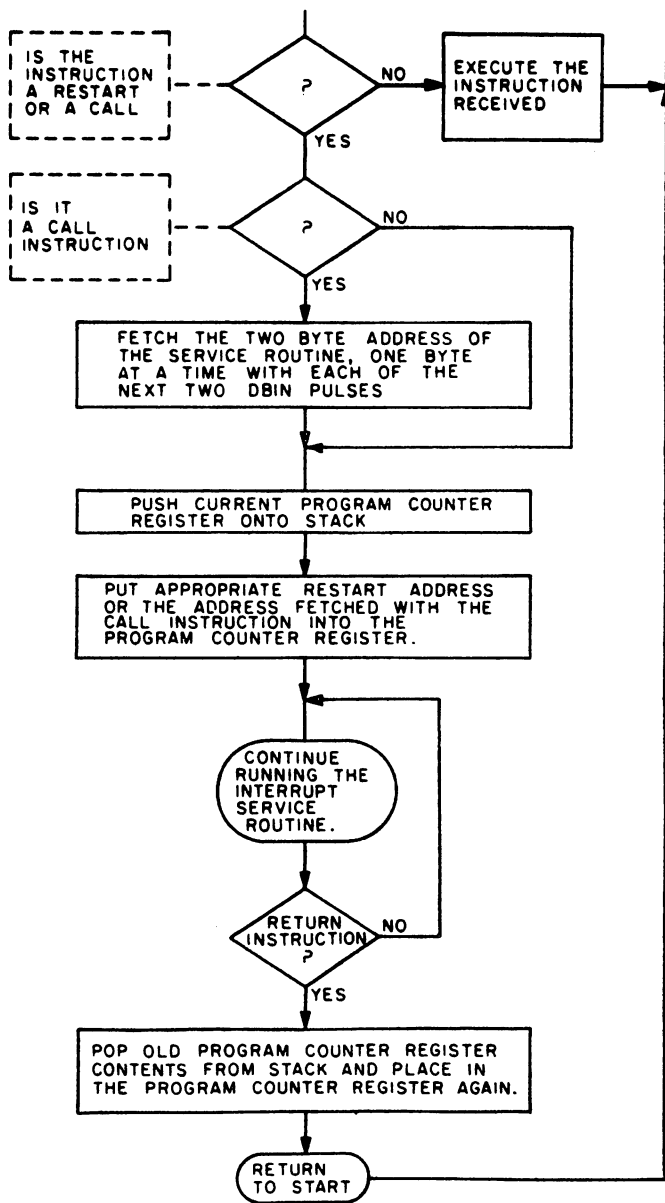 IS THE
INSTRUCTION
A RESTART
OR A CALL
?
NO
EXECUTE THE
INSTRUCTION
RECEIVED
YES
IS IT
A CALL
INSTRUCTION
?
NO
YES
FETCH THE TWO BYTE ADDRESS OF
THE SERVICE ROUTINE, ONE BYTE
AT A TIME WITH EACH OF THE
NEXT TWO DBIN PULSES
PUSH CURRENT PROGRAM COUNTER
REGISTER ONTO STACK
PUT APPROPRIATE RESTART ADDRESS
OR THE ADDRESS FETCHED WITH THE
CALL INSTRUCTION INTO THE
PROGRAM COUNTER REGISTER.
CONTINUE
RUNNING THE
INTERRUPT
SERVICE
ROUTINE.
RETURN
INSTRUCTION
?
NO
YES
POP OLD PROGRAM COUNTER REGISTER
CONTENTS FROM STACK AND PLACE IN
THE PROGRAM COUNTER REGISTER AGAIN.
RETURN
TO START